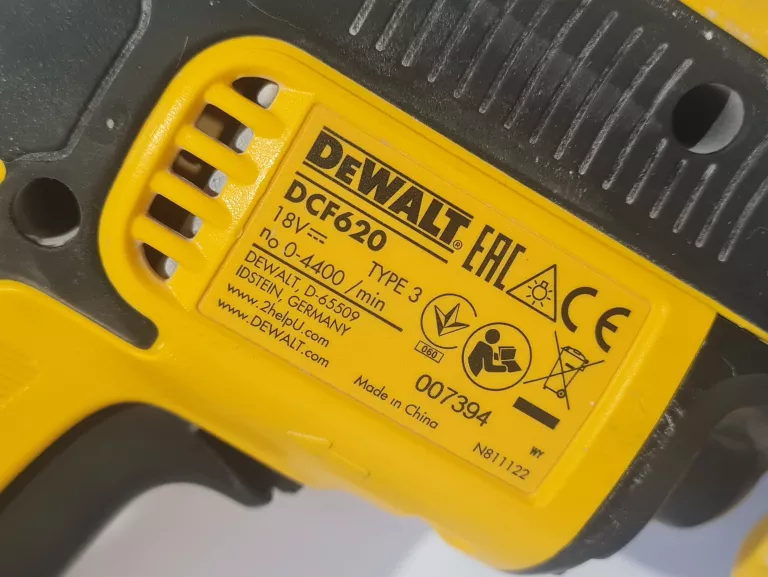 DEWALT®
DCF620
18V⎓ TYPE 3
n₀ 0-4400 /min
DEWALT, D-65509
IDSTEIN, GERMANY
www.2helpU.com
www.DEWALT.com
EAC
CE
060
Made in China
007394
WY
N811122